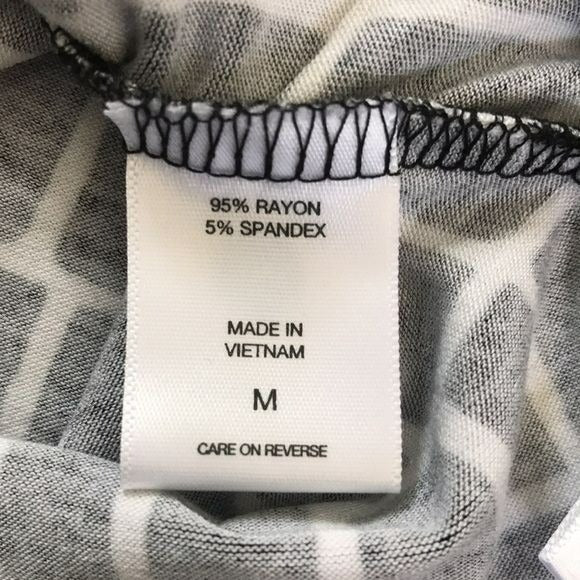 95% RAYON
5% SPANDEX
MADE IN
VIETNAM
M
CARE ON REVERSE